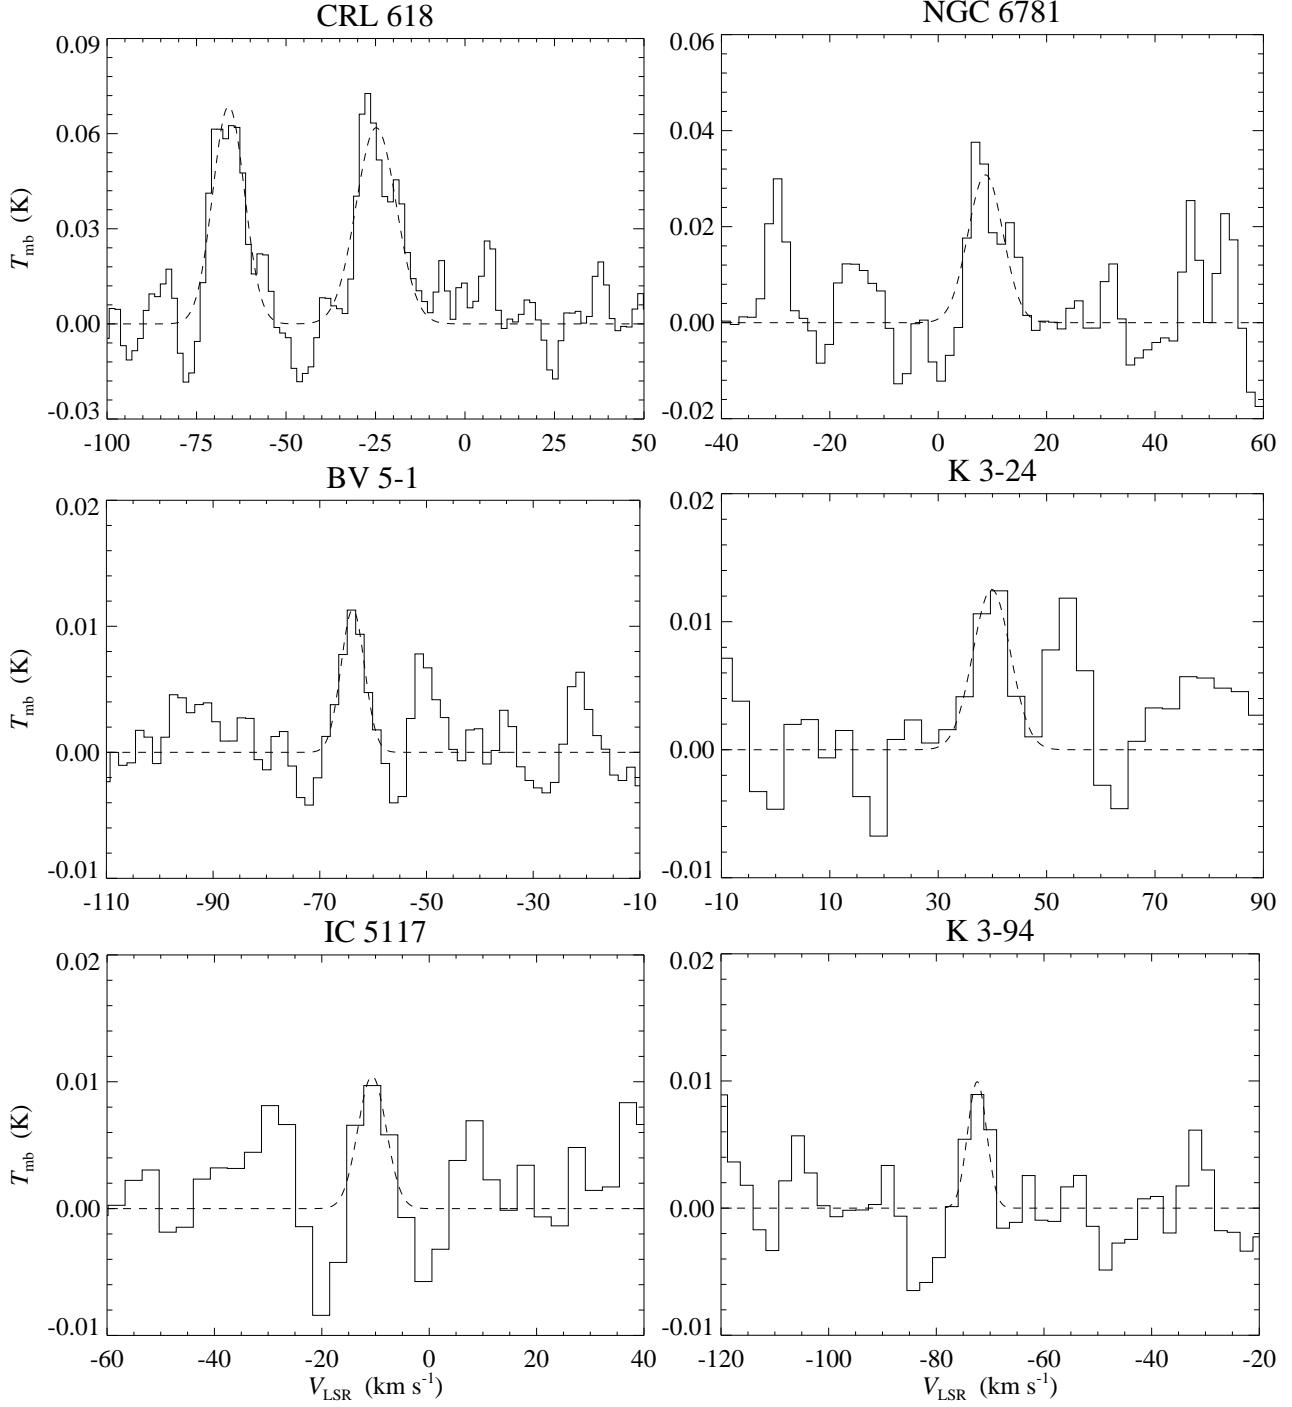 CRL 618
NGC 6781
0.09
0.06
0.03
0.00
-0.03
T_mb (K)
-100 -75 -50 -25 0 25 50
0.06
0.04
0.02
0.00
-0.02
-40 -20 0 20 40 60
BV 5-1
K 3-24
0.02
0.01
0.00
-0.01
T_mb (K)
-110 -90 -70 -50 -30 -10
0.02
0.01
0.00
-0.01
-10 10 30 50 70 90
IC 5117
K 3-94
0.02
0.01
0.00
-0.01
T_mb (K)
-60 -40 -20 0 20 40
V_LSR (km s^-1)
0.02
0.01
0.00
-0.01
-120 -100 -80 -60 -40 -20
V_LSR (km s^-1)